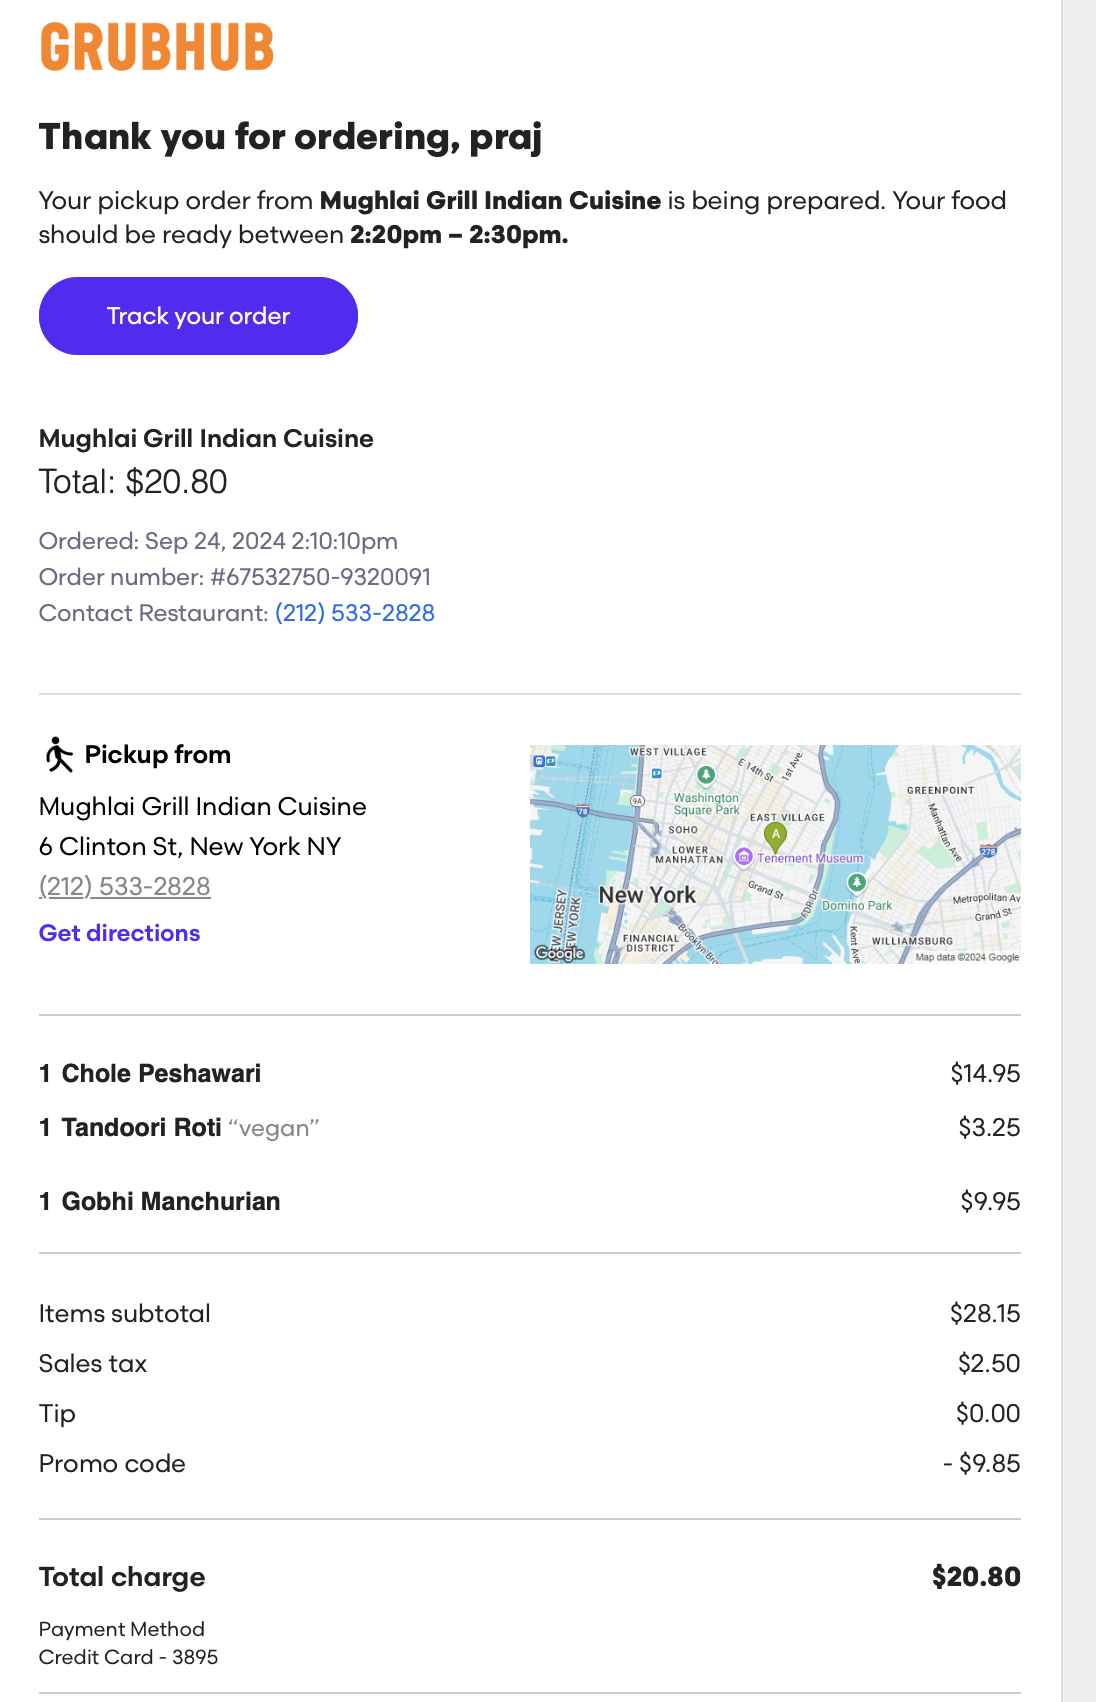 GRUBHUB
Thank you for ordering, praj
Your pickup order from Mughlai Grill Indian Cuisine is being prepared. Your food
should be ready between 2:20pm – 2:30pm.
Track your order
Mughlai Grill Indian Cuisine
Total: $20.80
Ordered: Sep 24, 2024 2:10:10pm
Order number: #67532750-9320091
Contact Restaurant: (212) 533-2828
Pickup from
Mughlai Grill Indian Cuisine
6 Clinton St, New York NY
(212) 533-2828
Get directions
WEST VILLAGE
E 14th St
1st Ave.
GREENPOINT
Washington
Square Park
9A
78
EAST VILLAGE
Manhattan Ave
SOHO
A
LOWER
MANHATTAN
Tenement Museum
278
New York
Grand St
FDR Dr
Domino Park
Metropolitan Av
Grand St
EW JERSEY
EW YORK
FINANCIAL
DISTRICT
Brooklyn Br
Kent Ave
WILLIAMSBURG
Google
Map data ©2024 Google
1 Chole Peshawari $14.95
1 Tandoori Roti “vegan” $3.25
1 Gobhi Manchurian $9.95
Items subtotal $28.15
Sales tax $2.50
Tip $0.00
Promo code - $9.85
Total charge $20.80
Payment Method
Credit Card - 3895